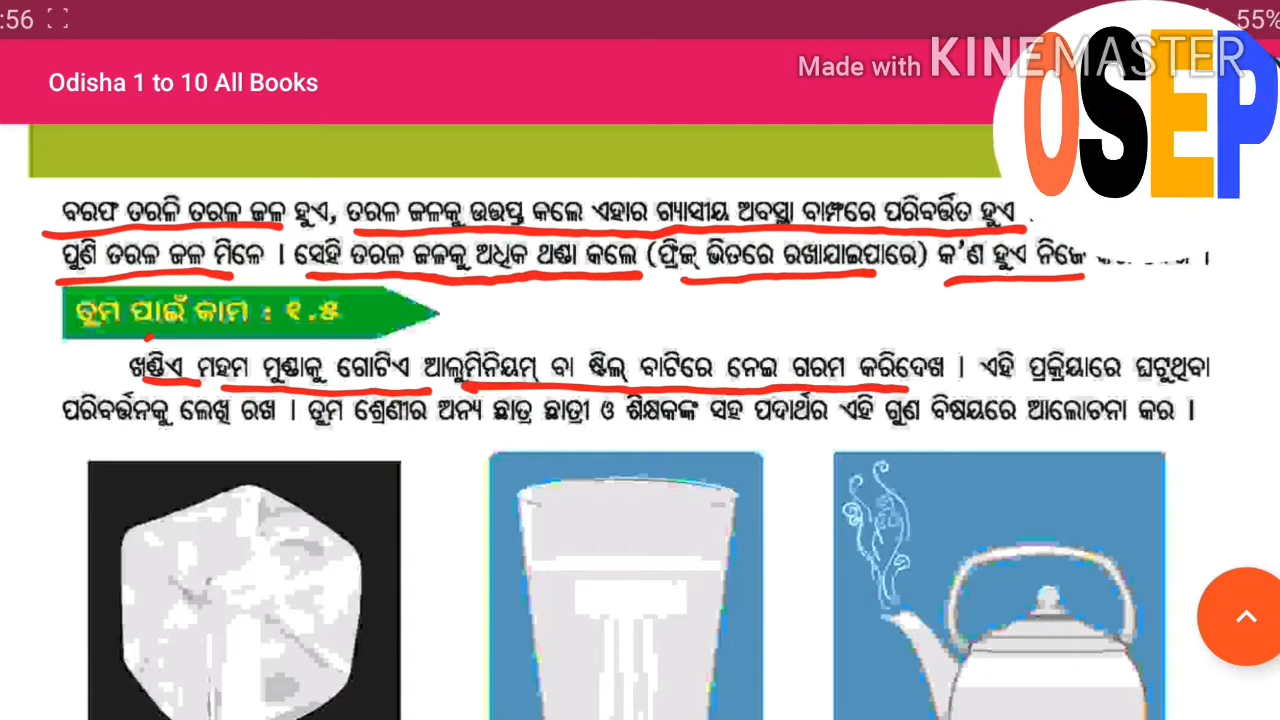 :56
55%
Made with KINEMASTER
Odisha 1 to 10 All Books
OSEP
ବରଫ ତରଳି ତରଳ ଜଳ ହୁଏ, ତରଳ ଜଳକୁ ଉତ୍ତପ୍ତ କଲେ ଏହାର ଗ୍ୟାସୀୟ ଅବସ୍ଥା ବାଷ୍ପରେ ପରିବର୍ତ୍ତିତ ହୁଏ
ପୁଣି ତରଳ ଜଳ ମିଳେ । ସେହି ତରଳ ଜଳକୁ ଅଧିକ ଥଣ୍ଡା କଲେ (ଫ୍ରିଜ୍ ଭିତରେ ରଖାଯାଇପାରେ) କ'ଣ ହୁଏ ନିଜେ
ତୁମ ପାଇଁ କାମ : ୧.୫
ଖଣ୍ଡିଏ ମହମ ମୁଣ୍ଡାକୁ ଗୋଟିଏ ଆଲୁମିନିୟମ୍ ବା ଷ୍ଟିଲ୍ ବାଟିରେ ନେଇ ଗରମ କରିଦେଖ । ଏହି ପ୍ରକ୍ରିୟାରେ ଘଟୁଥିବା
ପରିବର୍ତ୍ତନକୁ ଲେଖି ରଖ । ତୁମ ଶ୍ରେଣୀର ଅନ୍ୟ ଛାତ୍ର ଛାତ୍ରୀ ଓ ଶିକ୍ଷକଙ୍କ ସହ ପଦାର୍ଥର ଏହି ଗୁଣ ବିଷୟରେ ଆଲୋଚନା କର ।